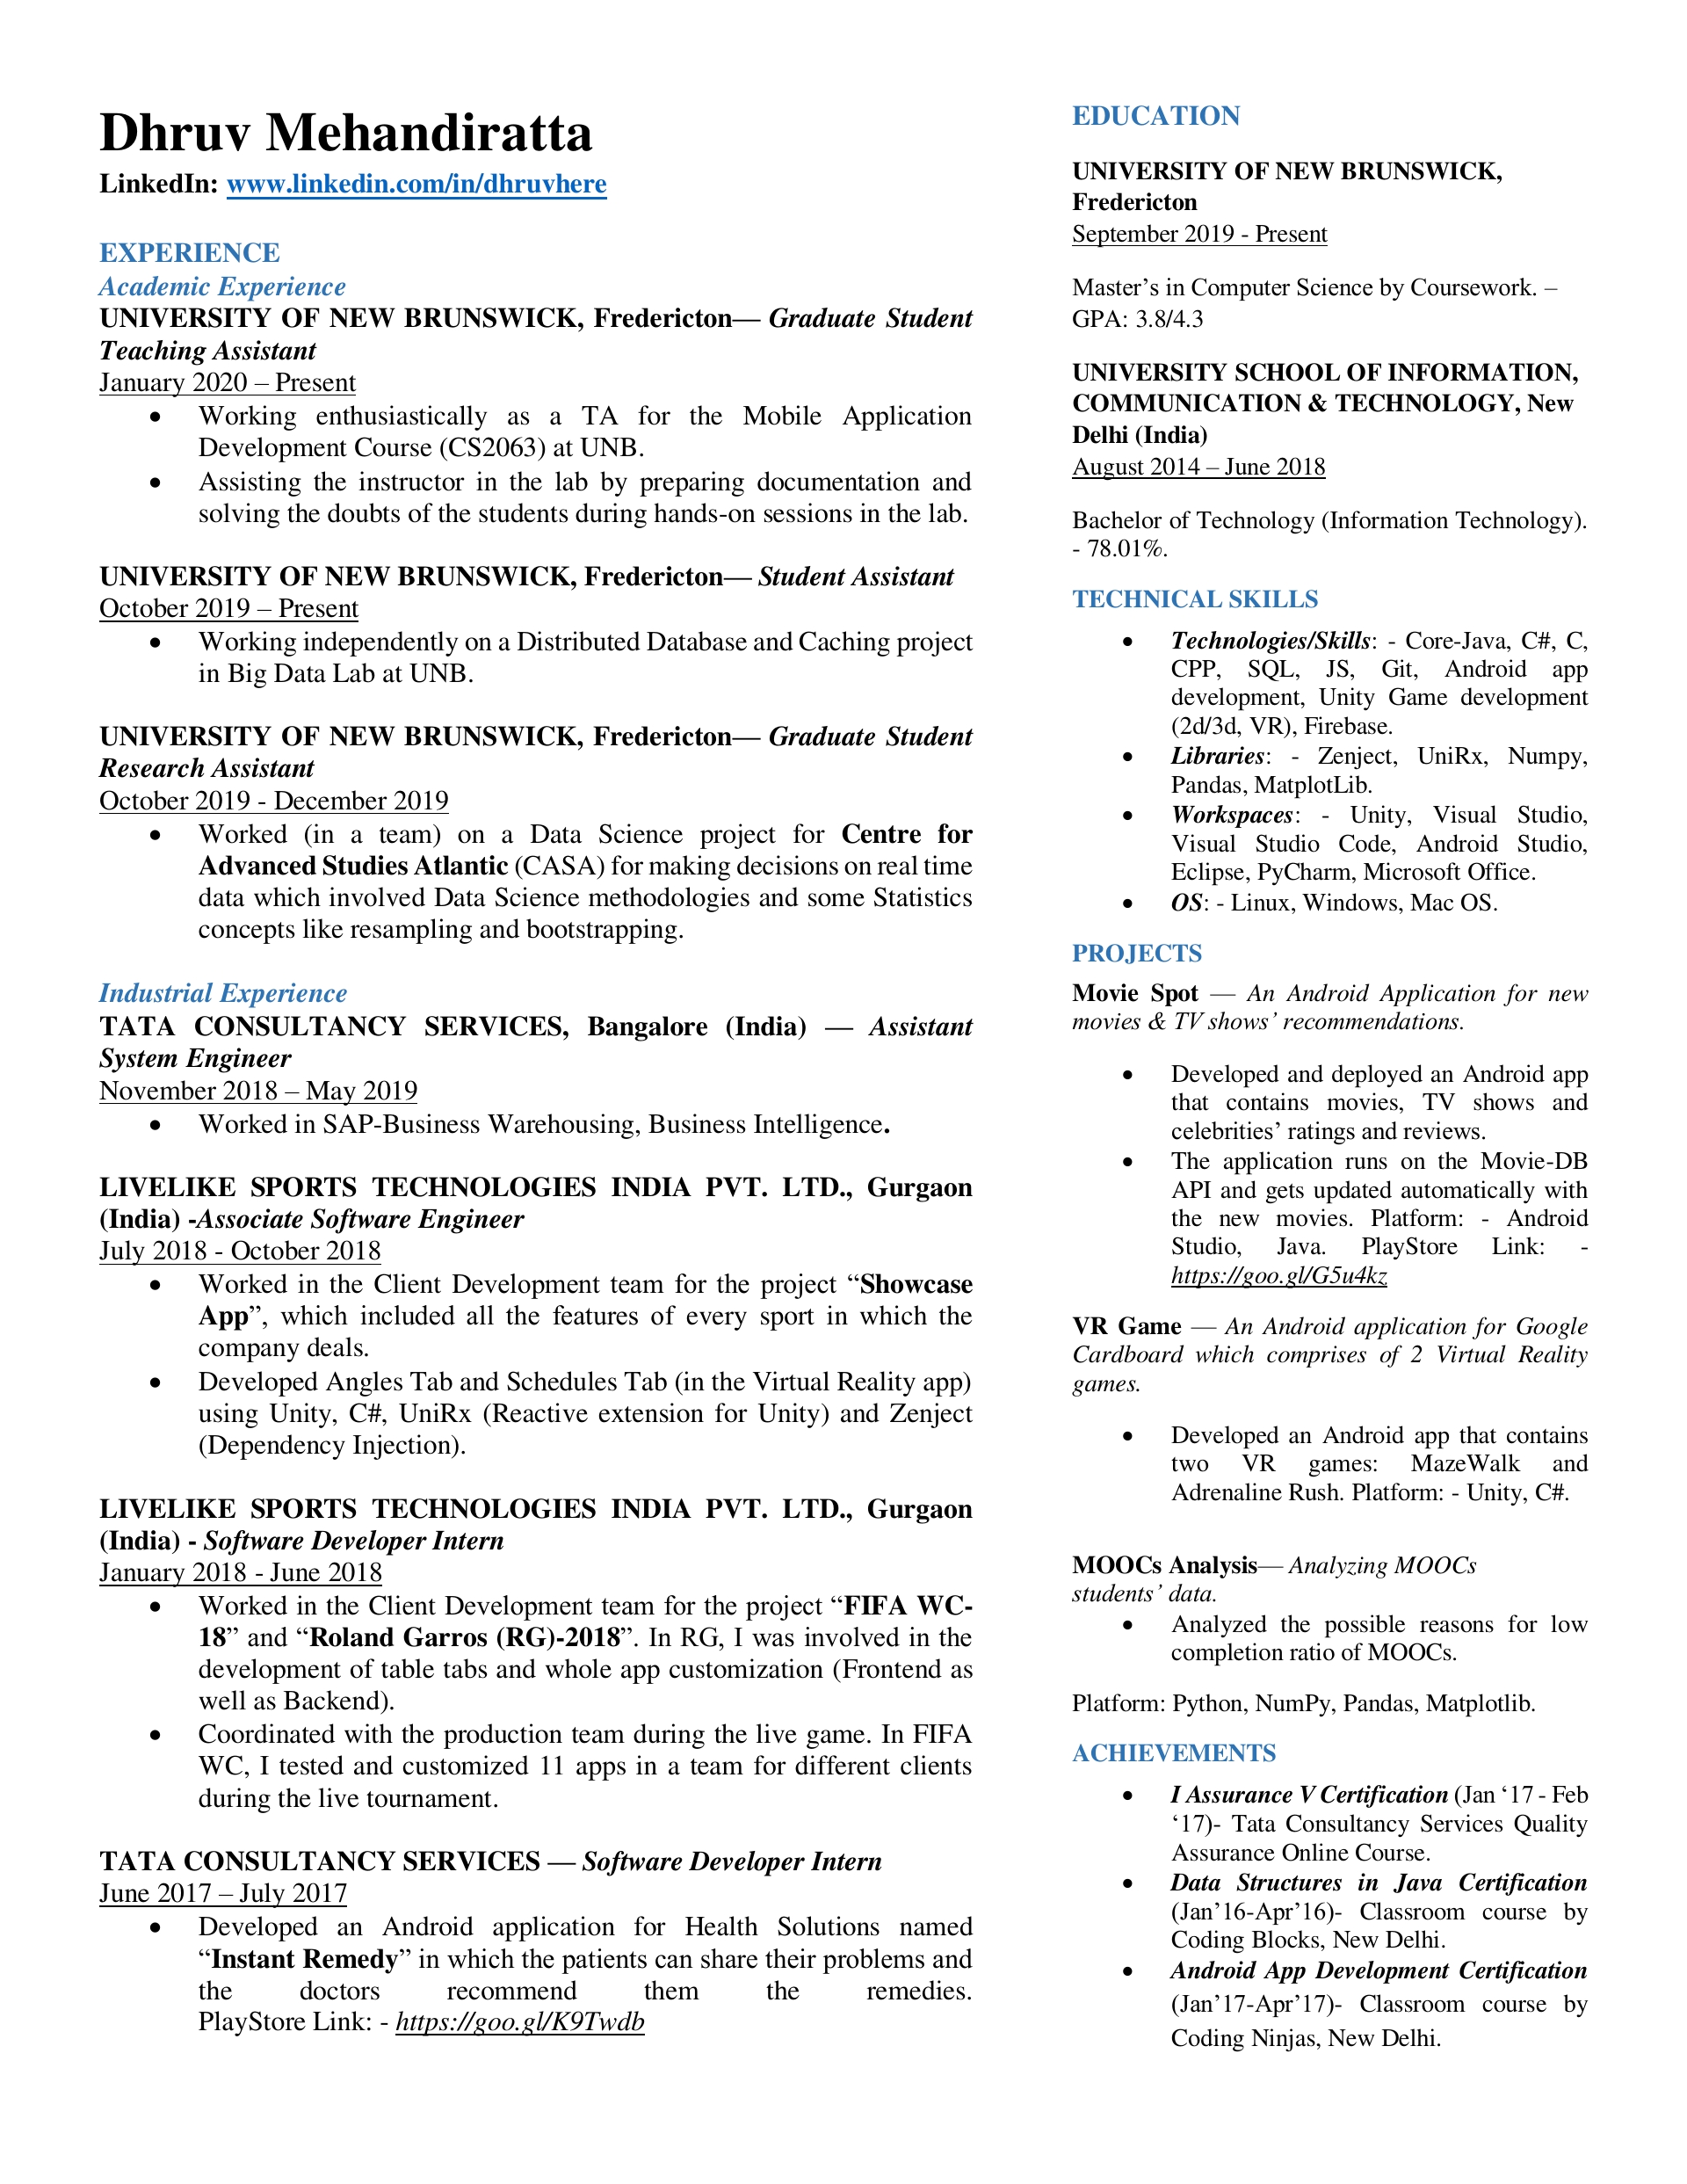 Dhruv Mehandiratta
LinkedIn: www.linkedin.com/in/dhruvhere
EXPERIENCE
Academic Experience
UNIVERSITY OF NEW BRUNSWICK, Fredericton— Graduate Student
Teaching Assistant
January 2020 – Present
• Working enthusiastically as a TA for the Mobile Application
Development Course (CS2063) at UNB.
• Assisting the instructor in the lab by preparing documentation and
solving the doubts of the students during hands-on sessions in the lab.
UNIVERSITY OF NEW BRUNSWICK, Fredericton— Student Assistant
October 2019 – Present
• Working independently on a Distributed Database and Caching project
in Big Data Lab at UNB.
UNIVERSITY OF NEW BRUNSWICK, Fredericton— Graduate Student
Research Assistant
October 2019 - December 2019
• Worked (in a team) on a Data Science project for Centre for
Advanced Studies Atlantic (CASA) for making decisions on real time
data which involved Data Science methodologies and some Statistics
concepts like resampling and bootstrapping.
Industrial Experience
TATA CONSULTANCY SERVICES, Bangalore (India) — Assistant
System Engineer
November 2018 – May 2019
• Worked in SAP-Business Warehousing, Business Intelligence.
LIVELIKE SPORTS TECHNOLOGIES INDIA PVT. LTD., Gurgaon
(India) -Associate Software Engineer
July 2018 - October 2018
• Worked in the Client Development team for the project “Showcase
App”, which included all the features of every sport in which the
company deals.
• Developed Angles Tab and Schedules Tab (in the Virtual Reality app)
using Unity, C#, UniRx (Reactive extension for Unity) and Zenject
(Dependency Injection).
LIVELIKE SPORTS TECHNOLOGIES INDIA PVT. LTD., Gurgaon
(India) - Software Developer Intern
January 2018 - June 2018
• Worked in the Client Development team for the project “FIFA WC-
18” and “Roland Garros (RG)-2018”. In RG, I was involved in the
development of table tabs and whole app customization (Frontend as
well as Backend).
• Coordinated with the production team during the live game. In FIFA
WC, I tested and customized 11 apps in a team for different clients
during the live tournament.
TATA CONSULTANCY SERVICES — Software Developer Intern
June 2017 – July 2017
• Developed an Android application for Health Solutions named
“Instant Remedy” in which the patients can share their problems and
the doctors recommend them the remedies.
PlayStore Link: - https://goo.gl/K9Twdb
EDUCATION
UNIVERSITY OF NEW BRUNSWICK,
Fredericton
September 2019 - Present
Master’s in Computer Science by Coursework. –
GPA: 3.8/4.3
UNIVERSITY SCHOOL OF INFORMATION,
COMMUNICATION & TECHNOLOGY, New
Delhi (India)
August 2014 – June 2018
Bachelor of Technology (Information Technology).
- 78.01%.
TECHNICAL SKILLS
• Technologies/Skills: - Core-Java, C#, C,
CPP, SQL, JS, Git, Android app
development, Unity Game development
(2d/3d, VR), Firebase.
• Libraries: - Zenject, UniRx, Numpy,
Pandas, MatplotLib.
• Workspaces: - Unity, Visual Studio,
Visual Studio Code, Android Studio,
Eclipse, PyCharm, Microsoft Office.
• OS: - Linux, Windows, Mac OS.
PROJECTS
Movie Spot — An Android Application for new
movies & TV shows’ recommendations.
• Developed and deployed an Android app
that contains movies, TV shows and
celebrities’ ratings and reviews.
• The application runs on the Movie-DB
API and gets updated automatically with
the new movies. Platform: - Android
Studio, Java. PlayStore Link: -
https://goo.gl/G5u4kz
VR Game — An Android application for Google
Cardboard which comprises of 2 Virtual Reality
games.
• Developed an Android app that contains
two VR games: MazeWalk and
Adrenaline Rush. Platform: - Unity, C#.
MOOCs Analysis— Analyzing MOOCs
students’ data.
• Analyzed the possible reasons for low
completion ratio of MOOCs.
Platform: Python, NumPy, Pandas, Matplotlib.
ACHIEVEMENTS
• I Assurance V Certification (Jan ‘17 - Feb
‘17)- Tata Consultancy Services Quality
Assurance Online Course.
• Data Structures in Java Certification
(Jan’16-Apr’16)- Classroom course by
Coding Blocks, New Delhi.
• Android App Development Certification
(Jan’17-Apr’17)- Classroom course by
Coding Ninjas, New Delhi.